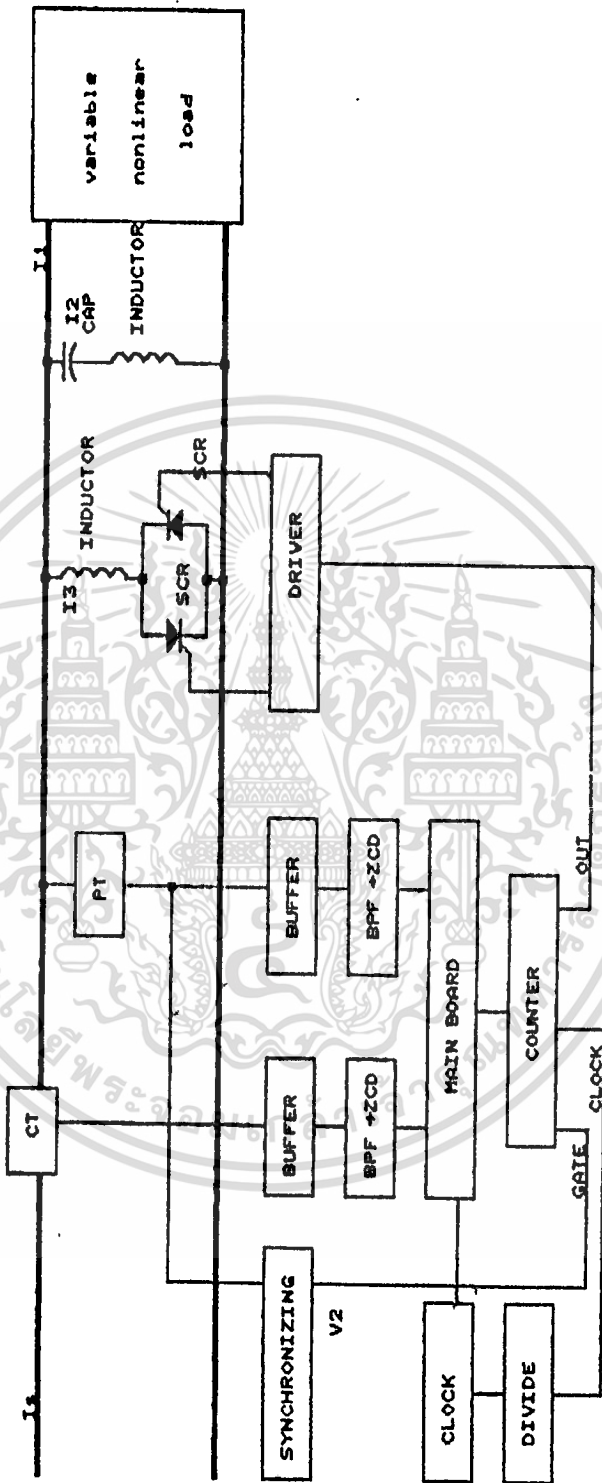 Is
CT
I1
variable
nonlinear
load
I2
CAP
INDUCTOR
I3
INDUCTOR
SCR
SCR
PT
DRIVER
BUFFER
BUFFER
BPF +ZCD
BPF +ZCD
SYNCHRONIZING
V2
MAIN BOARD
COUNTER
GATE
CLOCK
OUT
CLOCK
DIVIDE